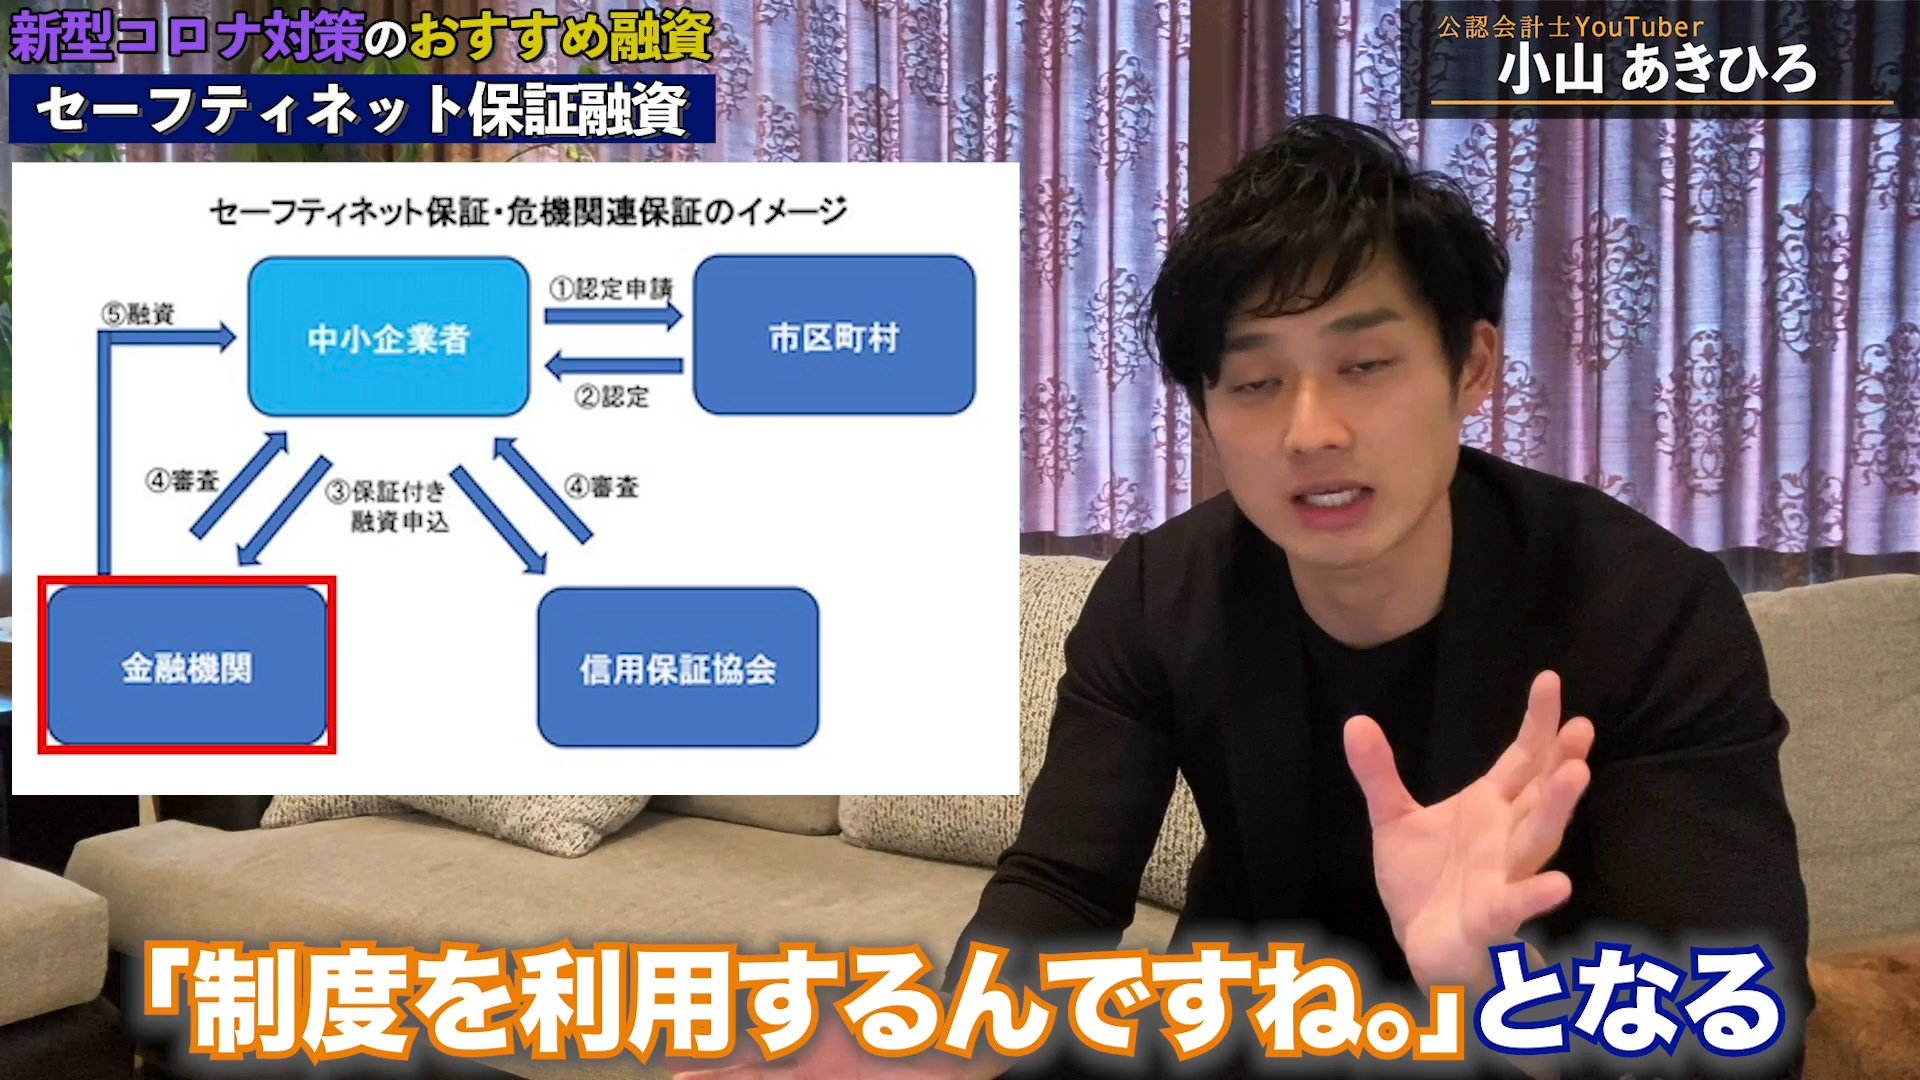 新型コロナ対策のおすすめ融資
セーフティネット保証融資
公認会計士YouTuber
小山 あきひろ
セーフティネット保証・危機関連保証のイメージ
⑤融資
中小企業者
①認定申請
市区町村
②認定
④審査
③保証付き
融資申込
④審査
金融機関
信用保証協会
「制度を利用するんですね。」となる